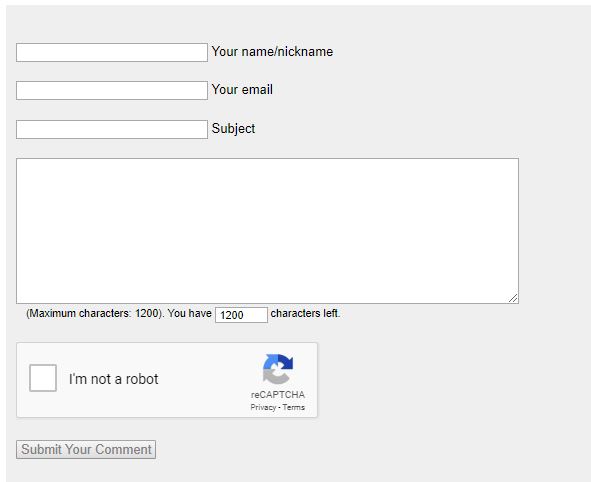 Your name/nickname
Your email
Subject
(Maximum characters: 1200). You have 1200 characters left.
I'm not a robot
reCAPTCHA
Privacy - Terms
Submit Your Comment